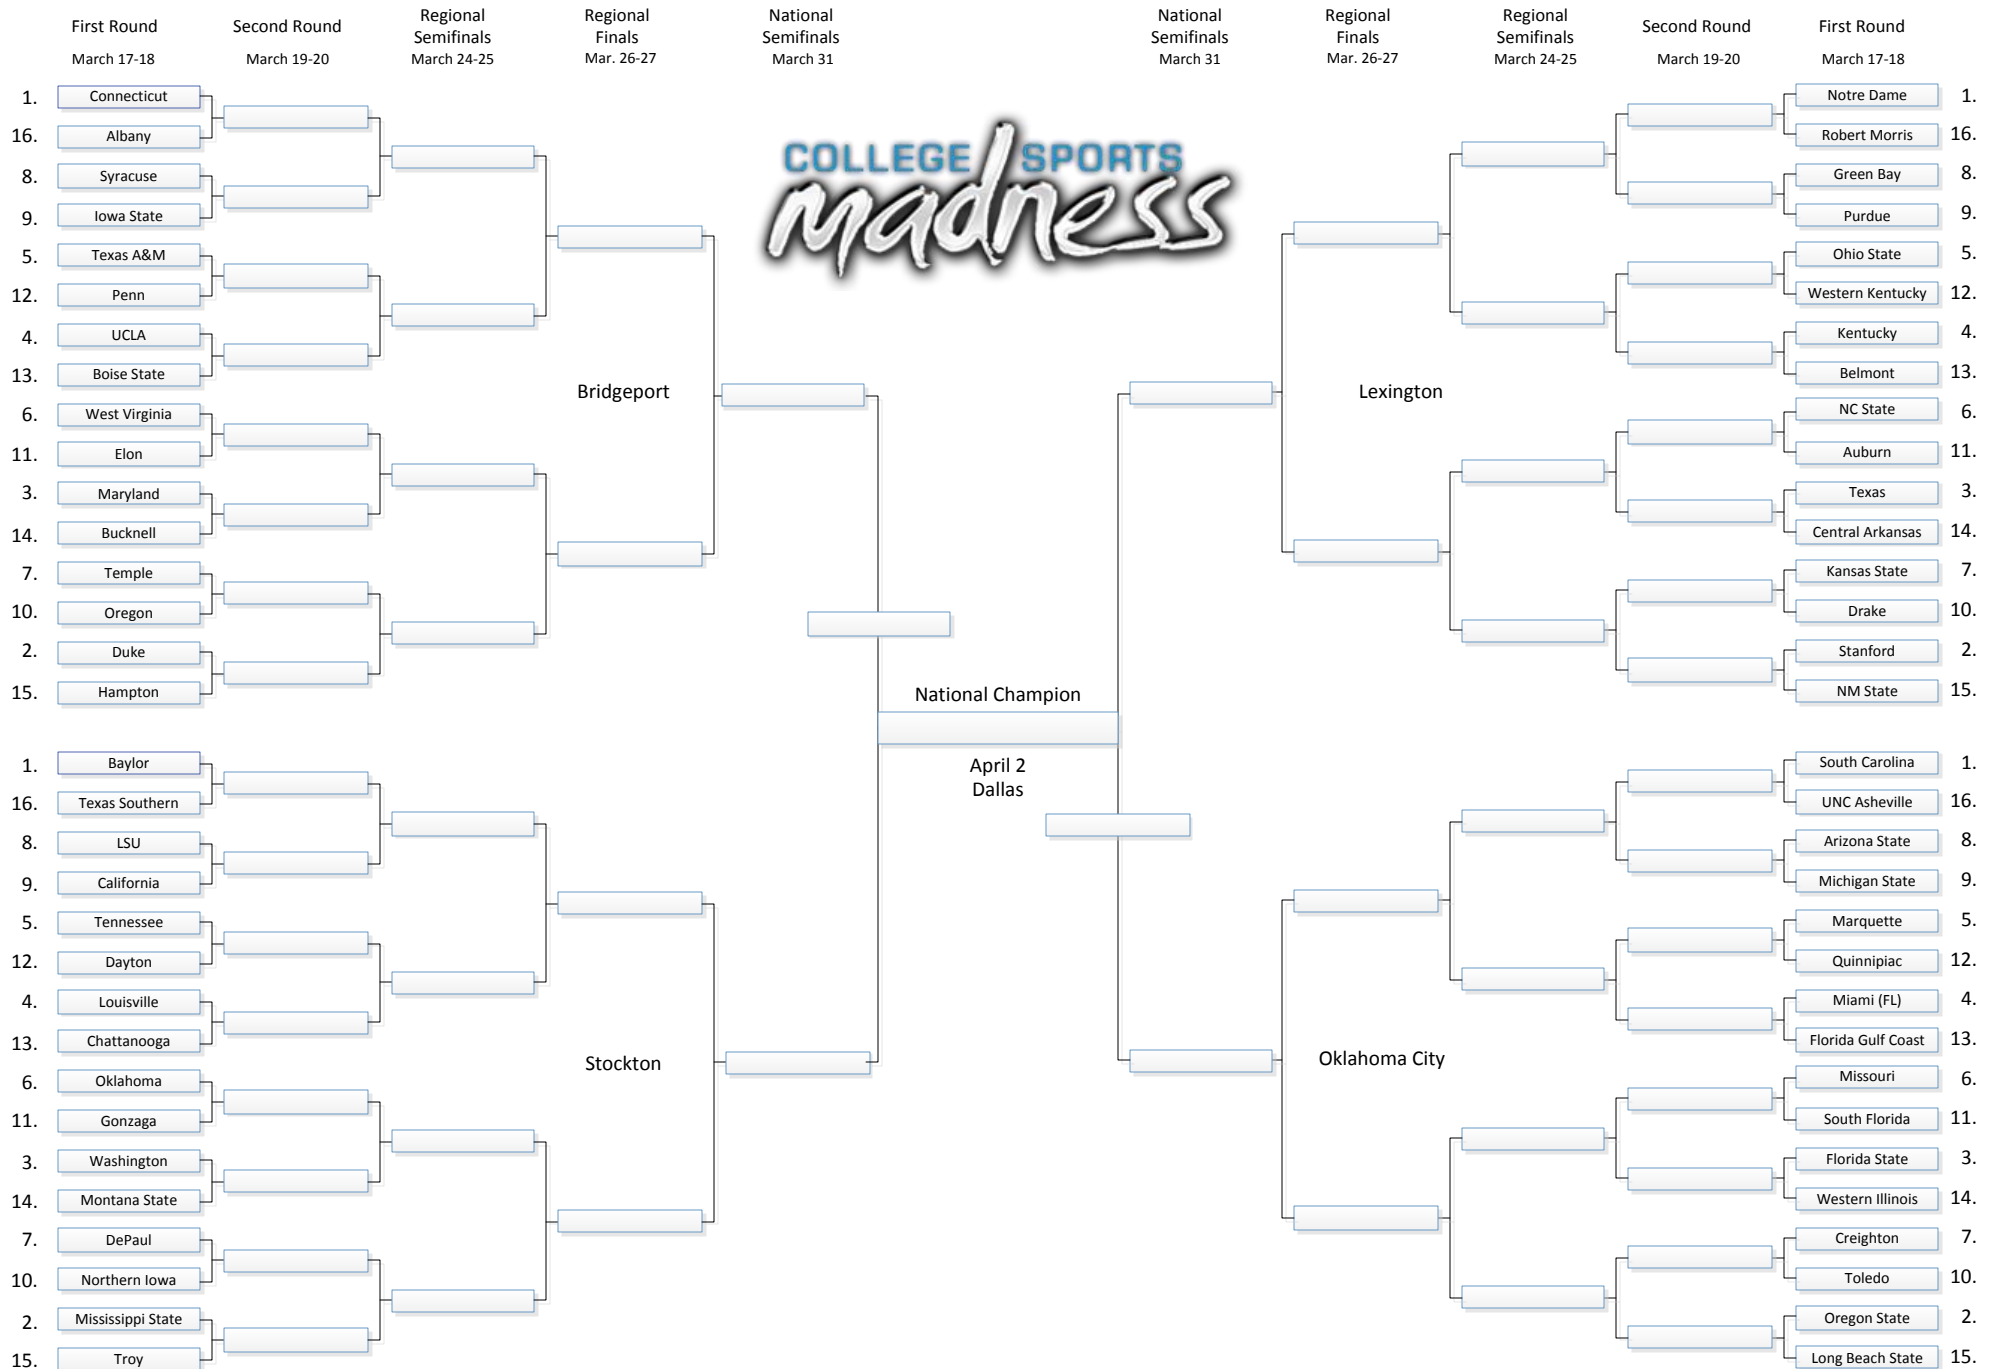 First Round
March 17-18
Second Round
March 19-20
Regional
Semifinals
March 24-25
Regional
Finals
Mar. 26-27
National
Semifinals
March 31
National
Semifinals
March 31
Regional
Finals
Mar. 26-27
Regional
Semifinals
March 24-25
Second Round
March 19-20
First Round
March 17-18
COLLEGE SPORTS
madness
1. Connecticut
16. Albany
8. Syracuse
9. Iowa State
5. Texas A&M
12. Penn
4. UCLA
13. Boise State
Bridgeport
6. West Virginia
11. Elon
3. Maryland
14. Bucknell
7. Temple
10. Oregon
2. Duke
15. Hampton
1. Baylor
16. Texas Southern
8. LSU
9. California
5. Tennessee
12. Dayton
4. Louisville
13. Chattanooga
Stockton
6. Oklahoma
11. Gonzaga
3. Washington
14. Montana State
7. DePaul
10. Northern Iowa
2. Mississippi State
15. Troy
National Champion
April 2
Dallas
Notre Dame 1.
Robert Morris 16.
Green Bay 8.
Purdue 9.
Ohio State 5.
Western Kentucky 12.
Kentucky 4.
Belmont 13.
Lexington
NC State 6.
Auburn 11.
Texas 3.
Central Arkansas 14.
Kansas State 7.
Drake 10.
Stanford 2.
NM State 15.
South Carolina 1.
UNC Asheville 16.
Arizona State 8.
Michigan State 9.
Marquette 5.
Quinnipiac 12.
Miami (FL) 4.
Florida Gulf Coast 13.
Oklahoma City
Missouri 6.
South Florida 11.
Florida State 3.
Western Illinois 14.
Creighton 7.
Toledo 10.
Oregon State 2.
Long Beach State 15.